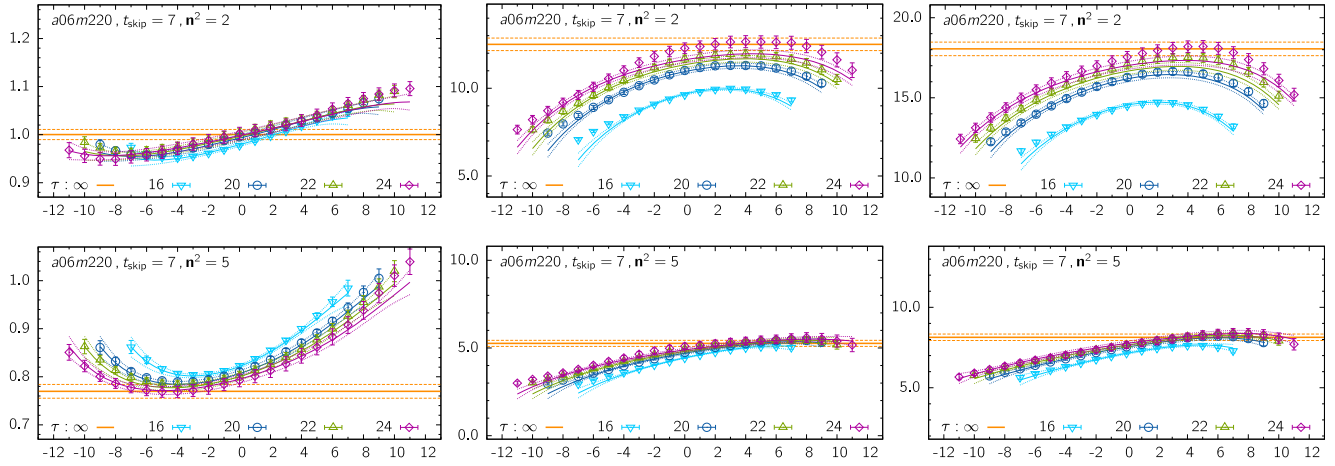 a06m220 , tskip = 7 , n² = 2
1.2
1.1
1.0
0.9
τ : ∞ 16 20 22 24
-12 -10 -8 -6 -4 -2 0 2 4 6 8 10 12
a06m220 , tskip = 7 , n² = 2
10.0
5.0
τ : ∞ 16 20 22 24
-12 -10 -8 -6 -4 -2 0 2 4 6 8 10 12
a06m220 , tskip = 7 , n² = 2
20.0
15.0
10.0
τ : ∞ 16 20 22 24
-12 -10 -8 -6 -4 -2 0 2 4 6 8 10 12
a06m220 , tskip = 7 , n² = 5
1.0
0.9
0.8
0.7
τ : ∞ 16 20 22 24
-12 -10 -8 -6 -4 -2 0 2 4 6 8 10 12
a06m220 , tskip = 7 , n² = 5
10.0
5.0
0.0
τ : ∞ 16 20 22 24
-12 -10 -8 -6 -4 -2 0 2 4 6 8 10 12
a06m220 , tskip = 7 , n² = 5
10.0
5.0
τ : ∞ 16 20 22 24
-12 -10 -8 -6 -4 -2 0 2 4 6 8 10 12